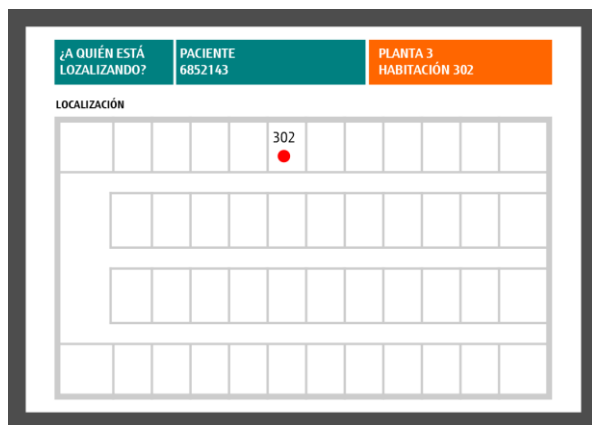 ¿A QUIÉN ESTÁ
LOZALIZANDO?
PACIENTE
6852143
PLANTA 3
HABITACIÓN 302
LOCALIZACIÓN
302